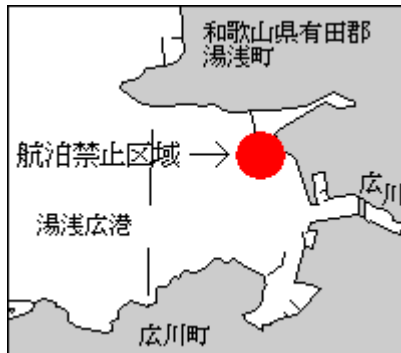 和歌山県有田郡
湯浅町
航泊禁止区域
広川
湯浅広港
広川町